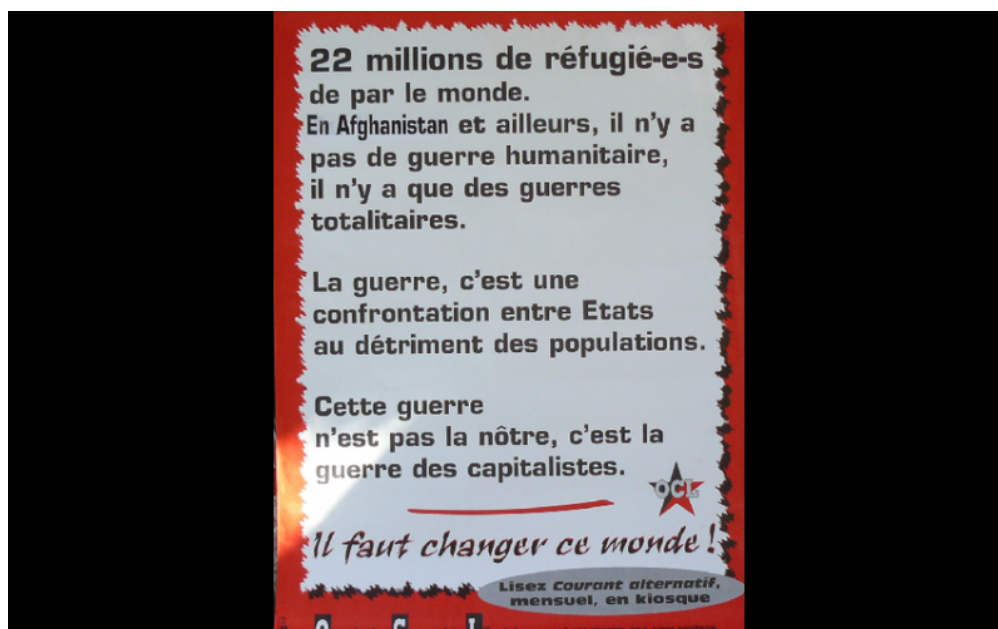 22 millions de réfugié-e-s
de par le monde.
En Afghanistan et ailleurs, il n'y a
pas de guerre humanitaire,
il n'y a que des guerres
totalitaires.
La guerre, c'est une
confrontation entre Etats
au détriment des populations.
Cette guerre
n'est pas la nôtre, c'est la
guerre des capitalistes.
OCL
Il faut changer ce monde !
Lisez Courant alternatif,
mensuel, en kiosque